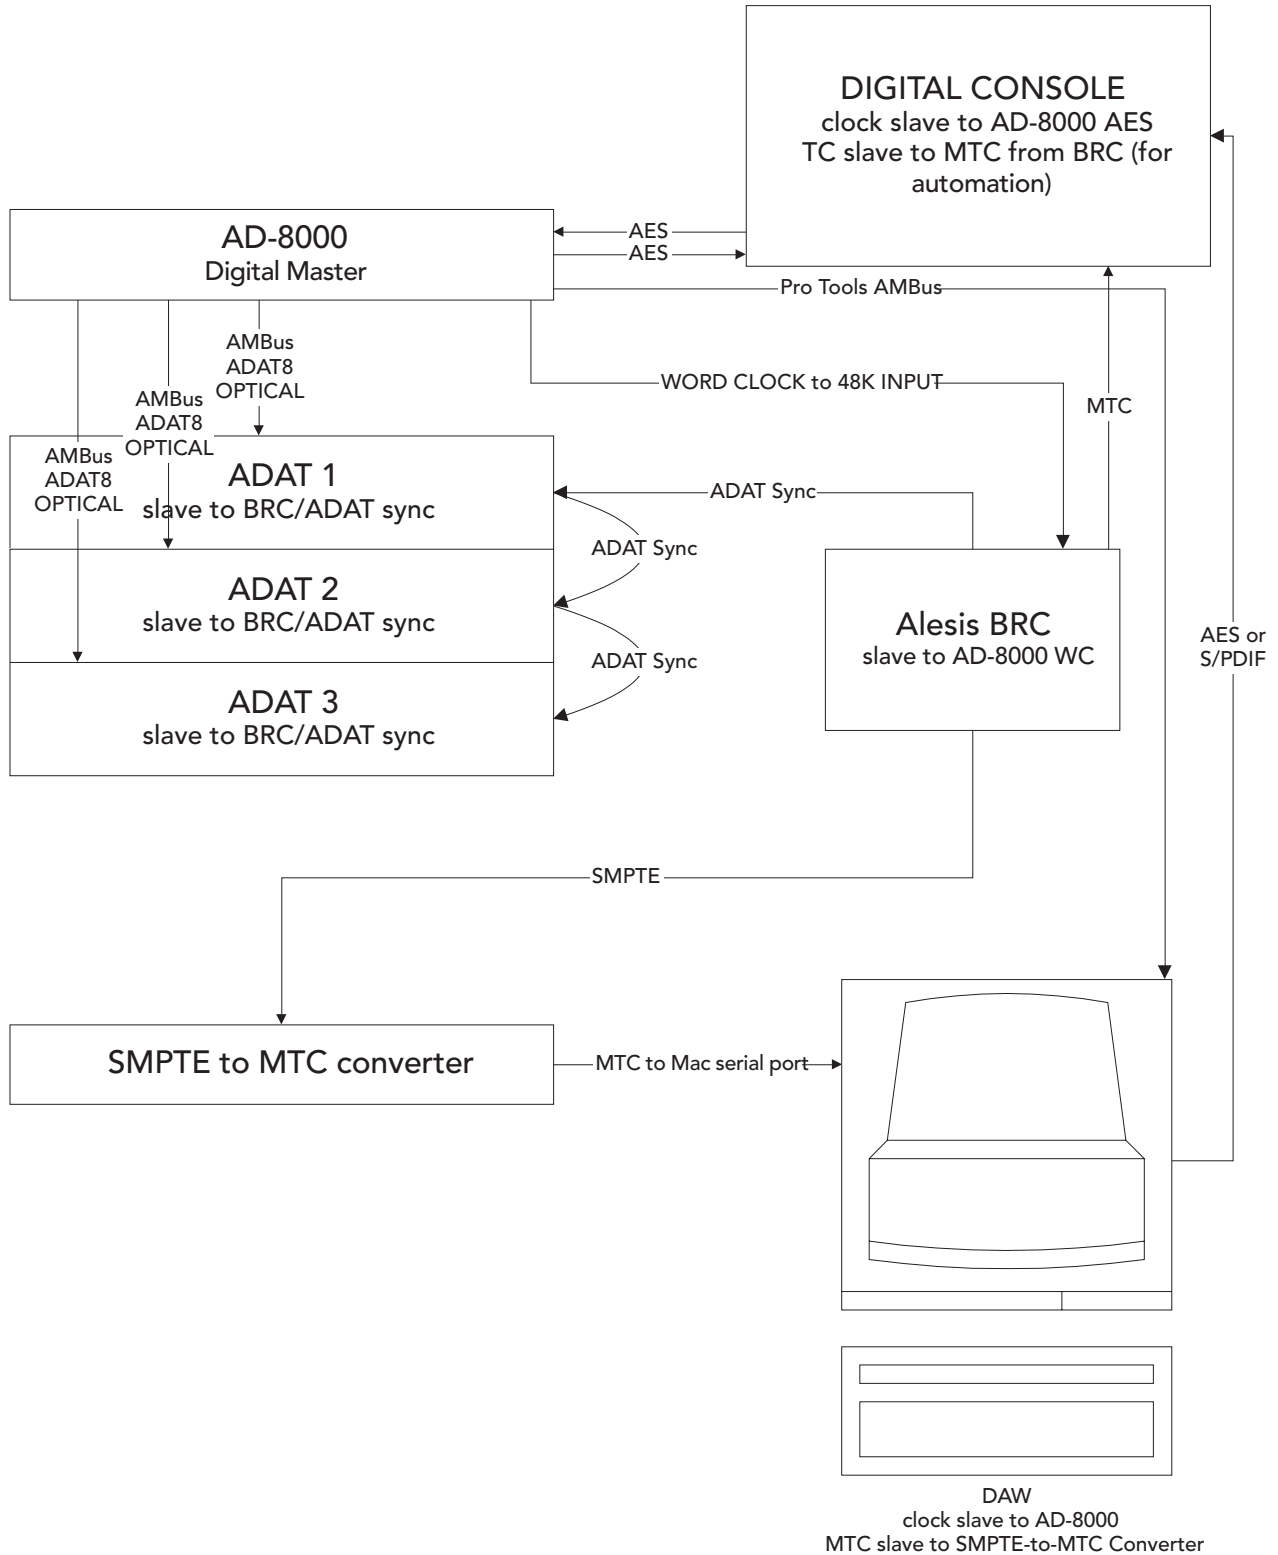 DIGITAL CONSOLE
clock slave to AD-8000 AES
TC slave to MTC from BRC (for
automation)
AD-8000
Digital Master
AES
AES
Pro Tools AMBus
AMBus
ADAT8
OPTICAL
AMBus
ADAT8
OPTICAL
AMBus
ADAT8
OPTICAL
WORD CLOCK to 48K INPUT
MTC
ADAT 1
slave to BRC/ADAT sync
ADAT Sync
ADAT Sync
ADAT 2
slave to BRC/ADAT sync
ADAT Sync
ADAT 3
slave to BRC/ADAT sync
Alesis BRC
slave to AD-8000 WC
AES or
S/PDIF
SMPTE
SMPTE to MTC converter
MTC to Mac serial port
DAW
clock slave to AD-8000
MTC slave to SMPTE-to-MTC Converter